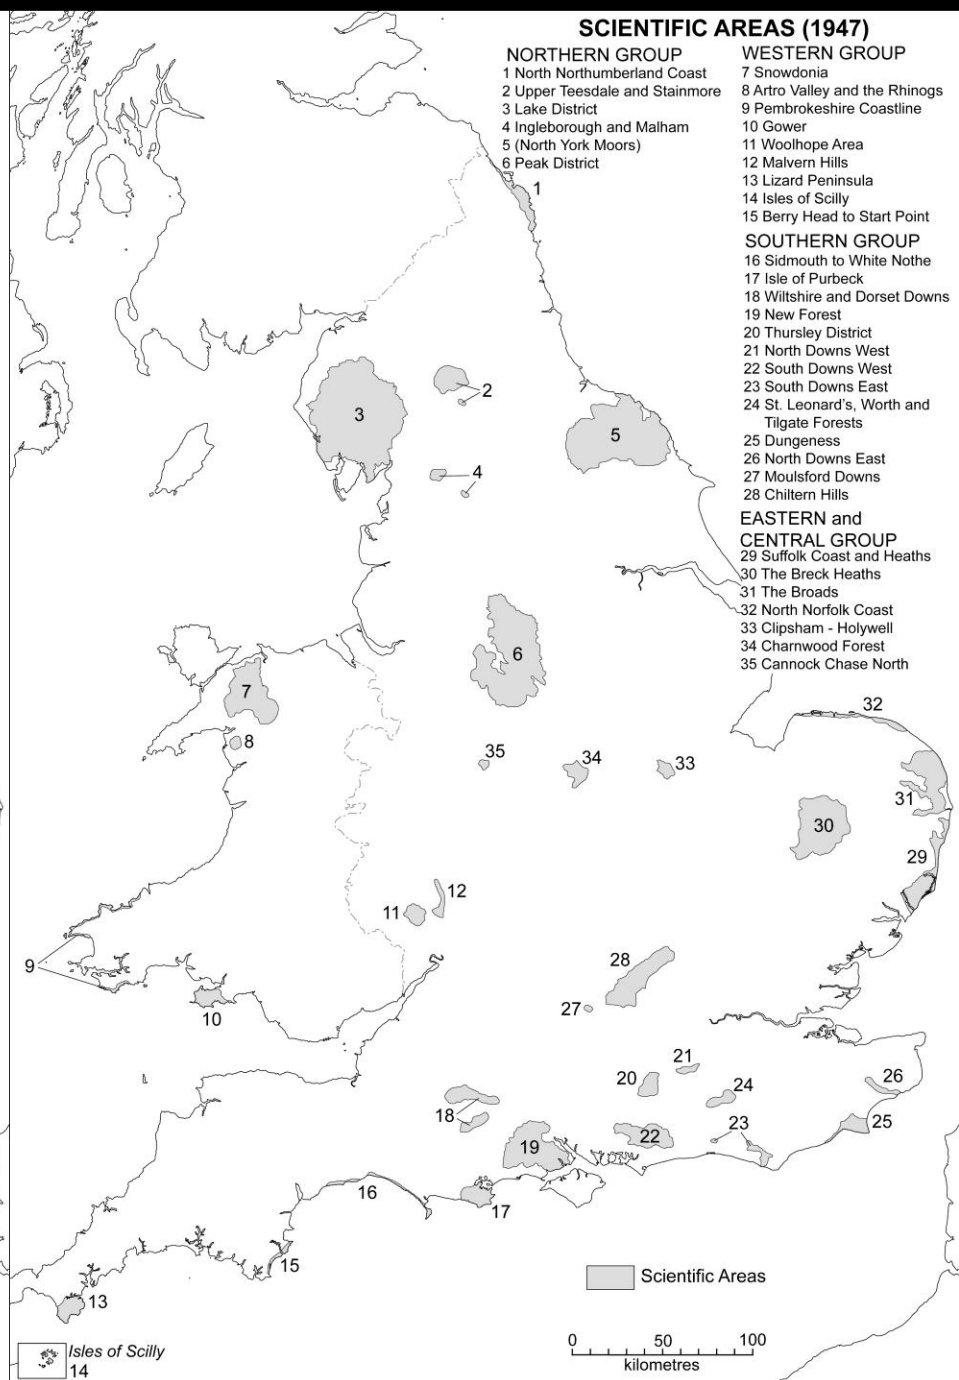 SCIENTIFIC AREAS (1947)
NORTHERN GROUP
1 North Northumberland Coast
2 Upper Teesdale and Stainmore
3 Lake District
4 Ingleborough and Malham
5 (North York Moors)
6 Peak District
WESTERN GROUP
7 Snowdonia
8 Artro Valley and the Rhinogs
9 Pembrokeshire Coastline
10 Gower
11 Woolhope Area
12 Malvern Hills
13 Lizard Peninsula
14 Isles of Scilly
15 Berry Head to Start Point
SOUTHERN GROUP
16 Sidmouth to White Nothe
17 Isle of Purbeck
18 Wiltshire and Dorset Downs
19 New Forest
20 Thursley District
21 North Downs West
22 South Downs West
23 South Downs East
24 St. Leonard's, Worth and
Tilgate Forests
25 Dungeness
26 North Downs East
27 Moulsford Downs
28 Chiltern Hills
EASTERN and
CENTRAL GROUP
29 Suffolk Coast and Heaths
30 The Breck Heaths
31 The Broads
32 North Norfolk Coast
33 Clipsham - Holywell
34 Charnwood Forest
35 Cannock Chase North
1
2
3
5
4
6
7
32
8
35
34
33
31
30
29
12
11
28
9
27
10
21
26
20
24
18
23
25
22
19
16
17
15
Scientific Areas
13
0 50 100
kilometres
Isles of Scilly
14